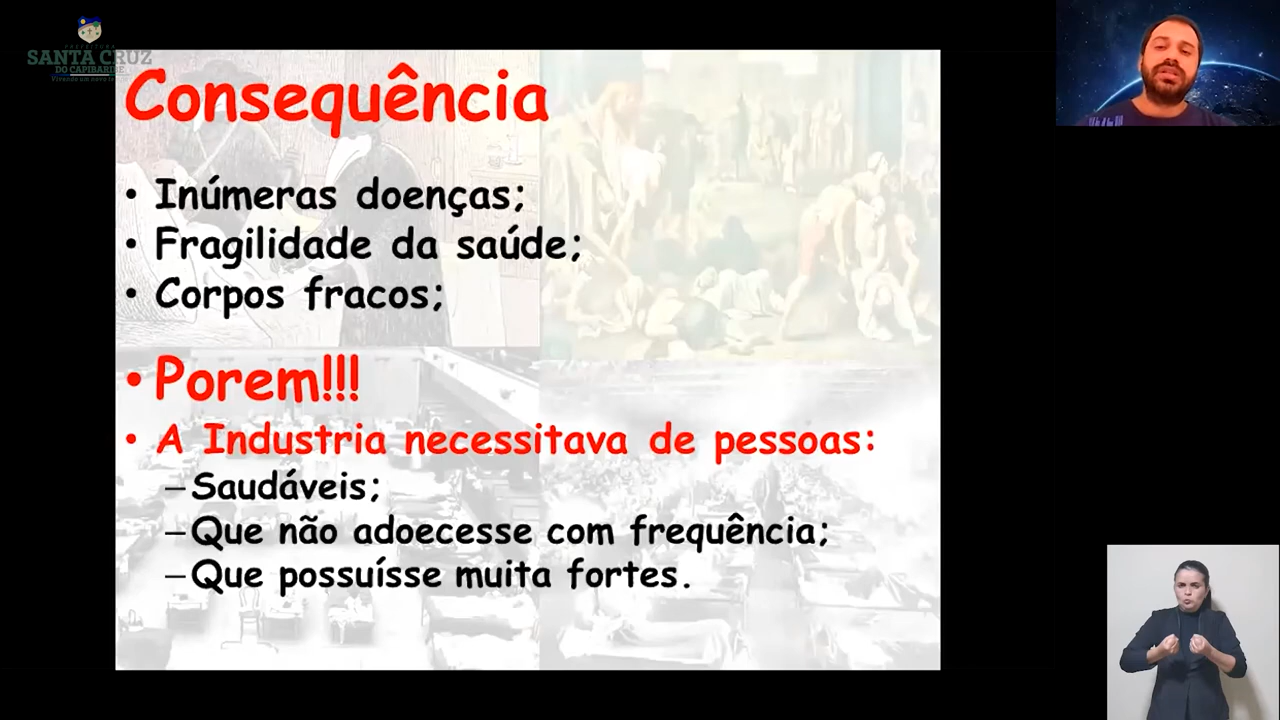 PREFEITURA
SANTA CRUZ
DO CAPIBARIBE
Consequência
• Inúmeras doenças;
• Fragilidade da saúde;
• Corpos fracos;
• Porem!!!
• A Industria necessitava de pessoas:
–Saudáveis;
–Que não adoecesse com frequência;
–Que possuísse muita fortes.